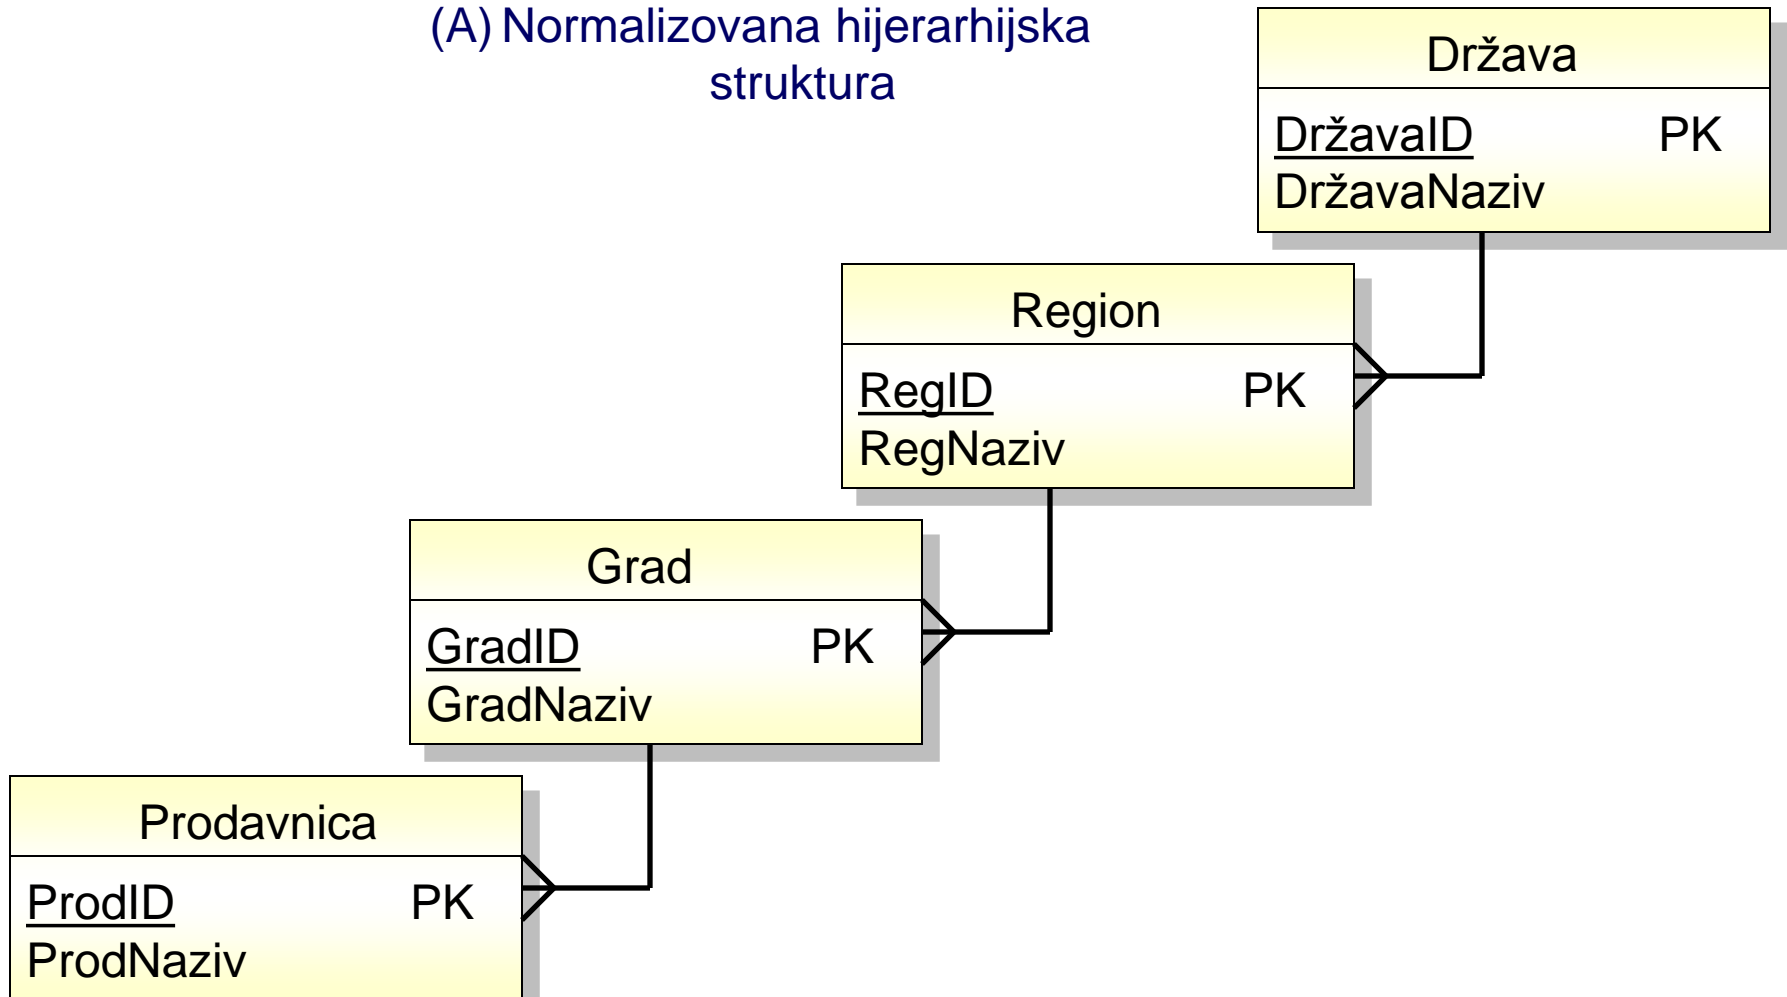 (A) Normalizovana hijerarhijska
struktura
Država
DržavaID PK
DržavaNaziv
Region
RegID PK
RegNaziv
Grad
GradID PK
GradNaziv
Prodavnica
ProdID PK
ProdNaziv